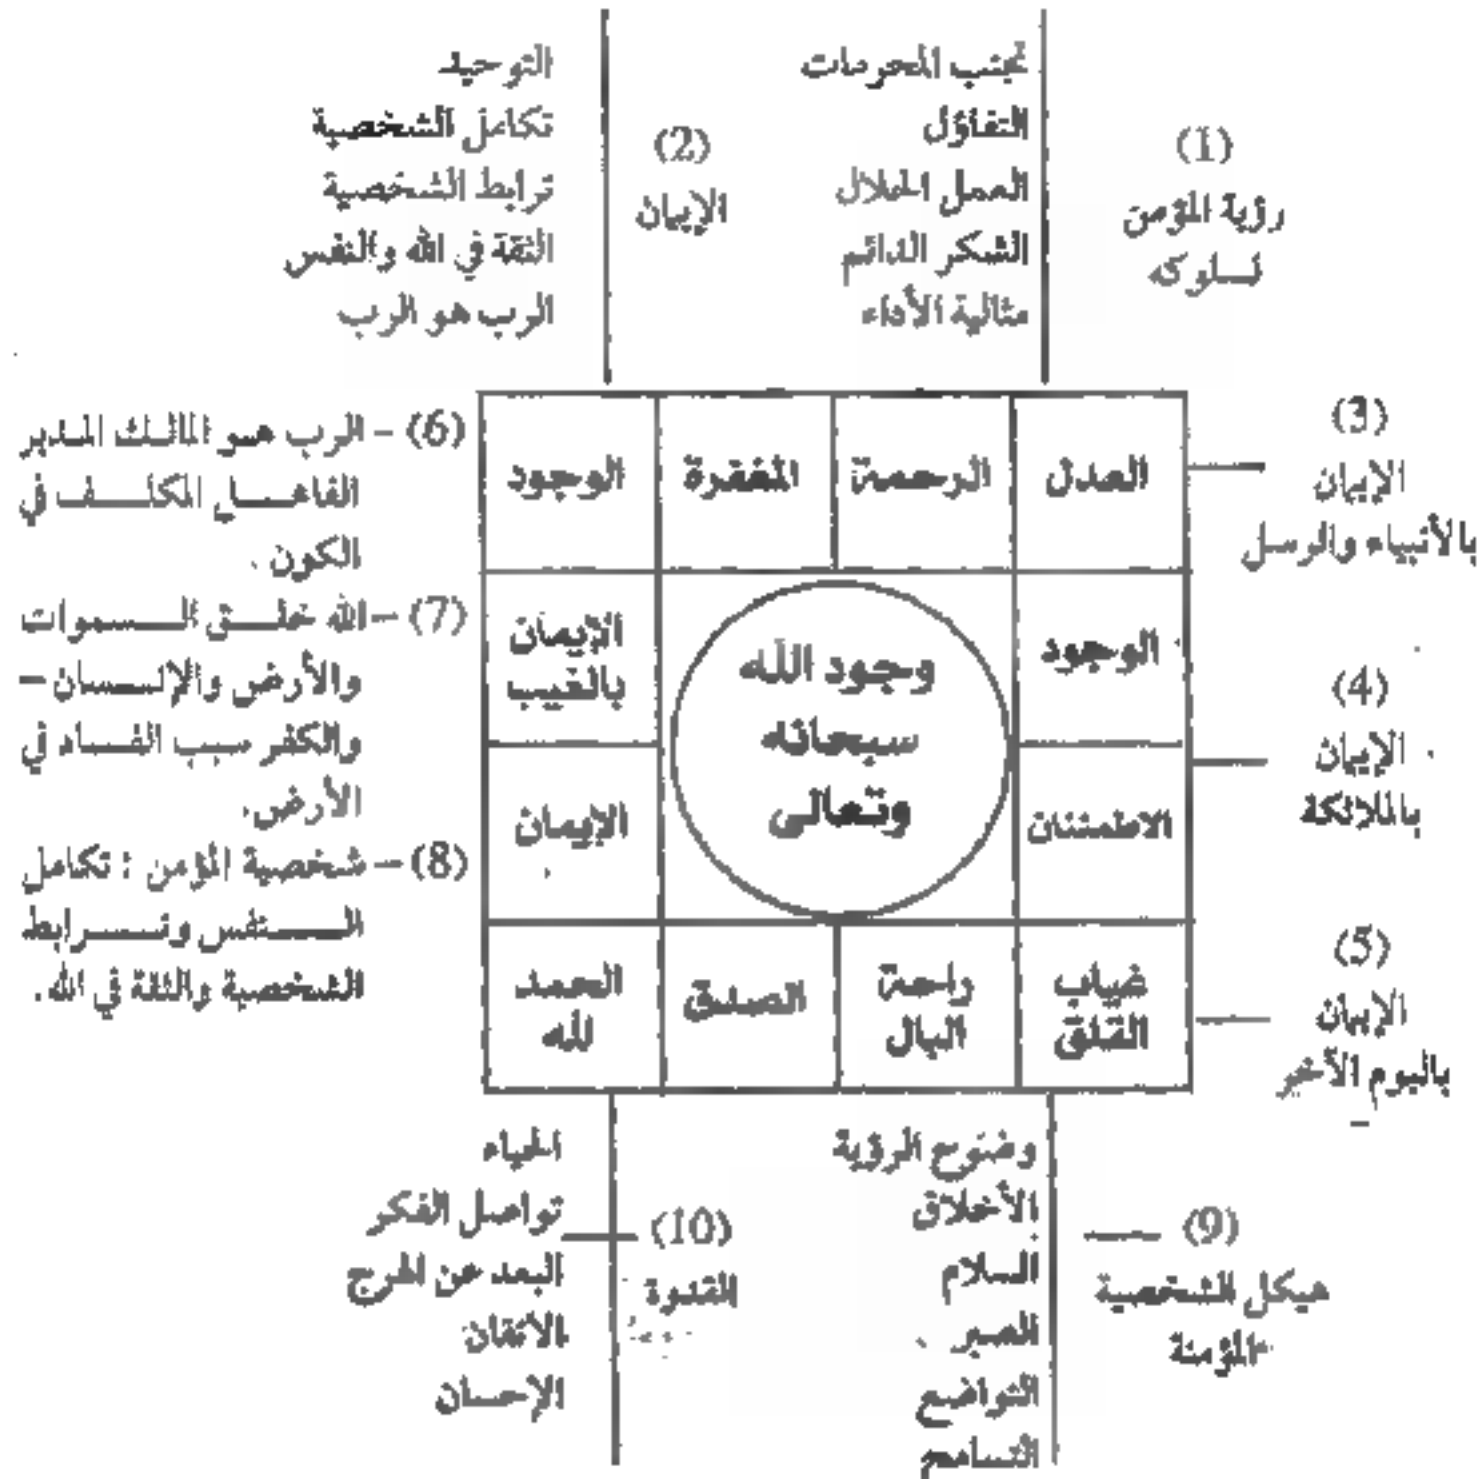 (1)
رؤية المؤمن
لسلوكه
تجنب المحرمات
التفاؤل
العمل الحلال
الشكر الدائم
مثالية الأداء
(2)
الإيمان
التوحيد
تكامل الشخصية
ترابط الشخصية
الثقة في الله والنفس
الرب هو الرب
(3)
الإيمان
بالأنبياء والرسل
(4)
الإيمان
بالملائكة
(5)
الإيمان
باليوم الآخر
العدل
الرحمة
المغفرة
الوجود
الوجود
وجود الله
سبحانه
وتعالى
الإيمان
بالغيب
الاطمئنان
الإيمان
غياب
القلق
راحة
البال
الصدق
الحمد
لله
(6) - الرب هو المالك المدبر
الفاعل المكلف في
الكون .
(7) - الله خلق السموات
والأرض والإنسان -
والكفر سبب الفساد في
الأرض.
(8) - شخصية المؤمن : تكامل
النفس وترابط
الشخصية والثقة في الله.
(9)
هيكل الشخصية
المؤمنة
وضوح الرؤية
الأخلاق
السلام
الصبر
التواضع
التسامح
(10)
القدوة
الحياء
تواصل الفكر
البعد عن الحرج
الاتقان
الإحسان